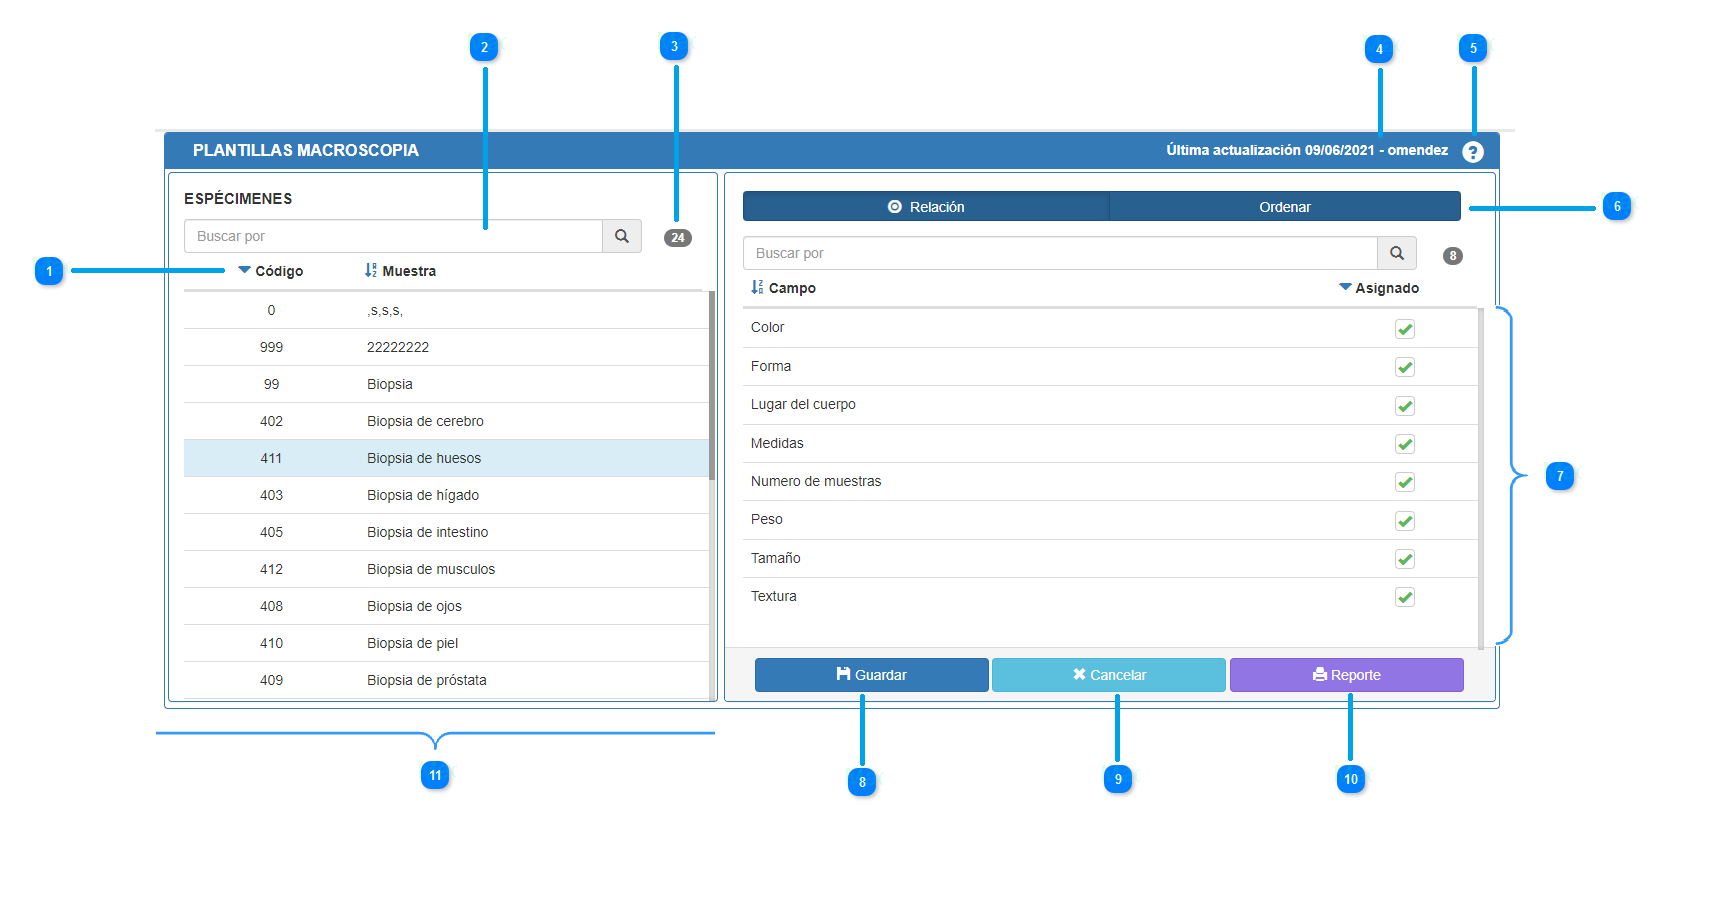 2
3
4
5
PLANTILLAS MACROSCOPIA
Última actualización 09/06/2021 - omendez
?
ESPÉCIMENES
Buscar por
24
1
Código
Muestra
0 ,s,s,s,
999 22222222
99 Biopsia
402 Biopsia de cerebro
411 Biopsia de huesos
403 Biopsia de hígado
405 Biopsia de intestino
412 Biopsia de musculos
408 Biopsia de ojos
410 Biopsia de piel
409 Biopsia de próstata
Relación
Ordenar
6
Buscar por
8
Campo
Asignado
Color
Forma
Lugar del cuerpo
Medidas
Numero de muestras
Peso
Tamaño
Textura
7
Guardar
Cancelar
Reporte
11
8
9
10